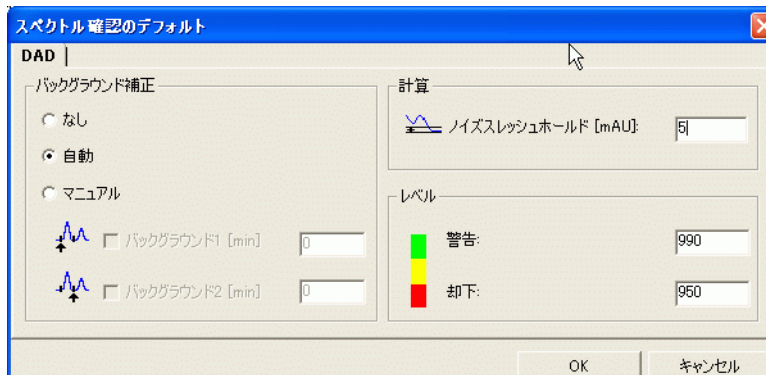 スペクトル確認のデフォルト
DAD
バックグラウンド補正
なし
自動
マニュアル
バックグラウンド1 [min] 0
バックグラウンド2 [min] 0
計算
ノイズスレッシュホールド [mAU]: 5
レベル
警告: 990
却下: 950
OK キャンセル